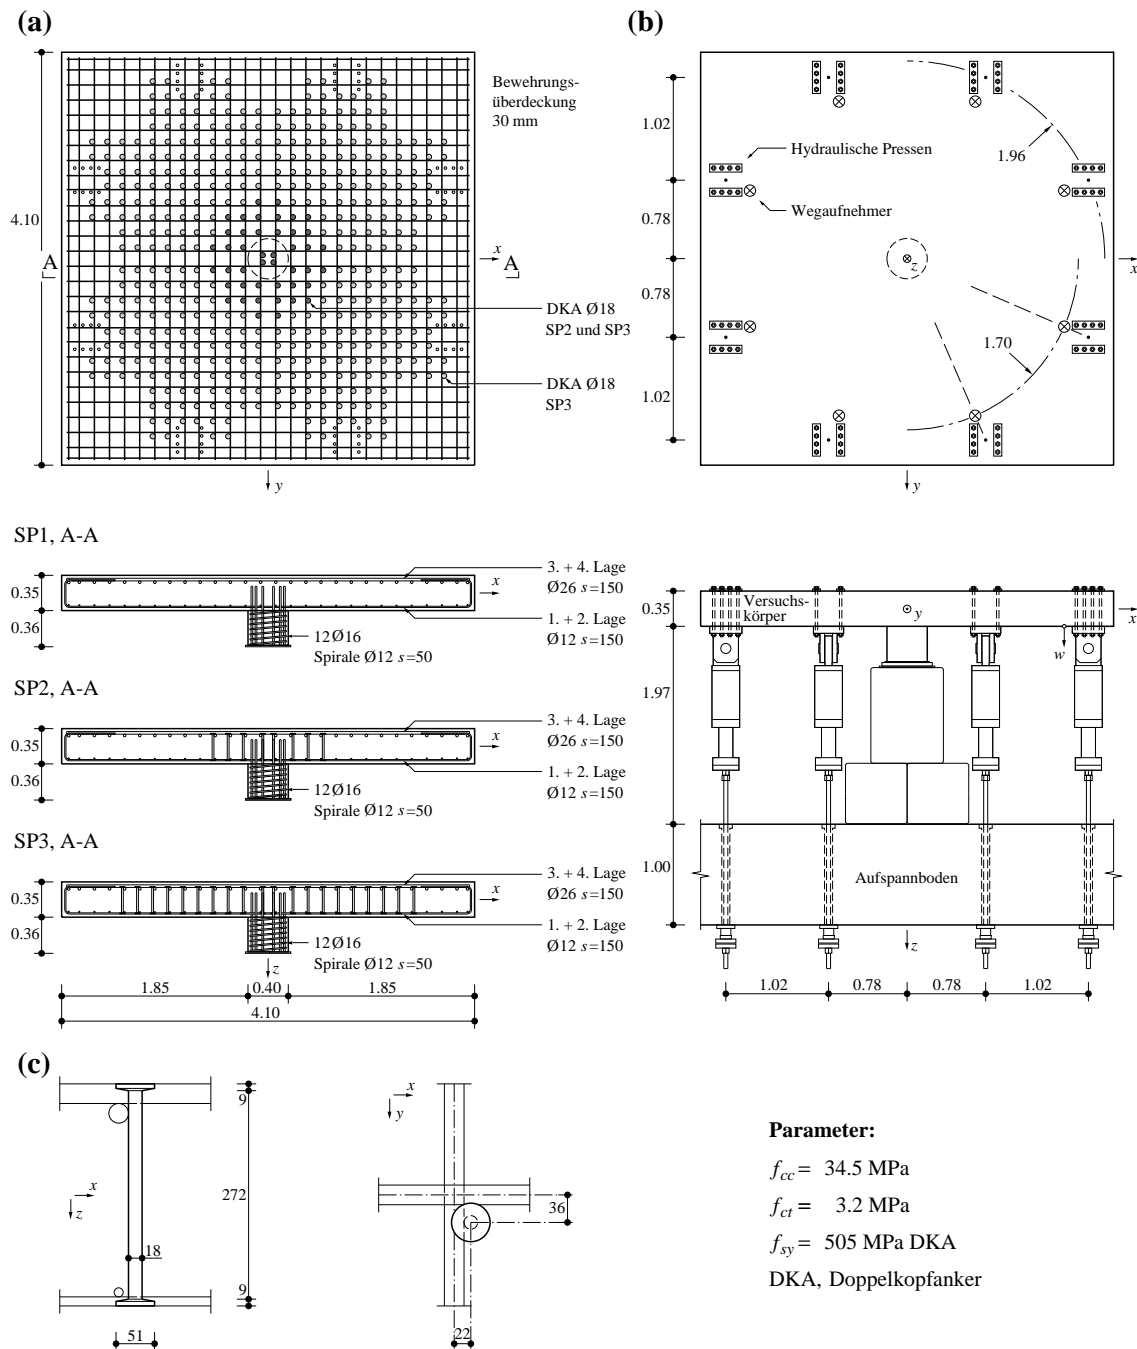 (a)
Bewehrungs-
überdeckung
30 mm
4.10
A
x
A
DKA Ø18
SP2 und SP3
DKA Ø18
SP3
y
(b)
1.02
0.78
0.78
1.02
Hydraulische Pressen
Wegaufnehmer
1.96
1.70
z
x
y
SP1, A-A
0.35
0.36
3. + 4. Lage
Ø26 s=150
x
1. + 2. Lage
Ø12 s=150
12Ø16
Spirale Ø12 s=50
SP2, A-A
0.35
0.36
3. + 4. Lage
Ø26 s=150
x
1. + 2. Lage
Ø12 s=150
12Ø16
Spirale Ø12 s=50
SP3, A-A
0.35
0.36
3. + 4. Lage
Ø26 s=150
x
1. + 2. Lage
Ø12 s=150
12Ø16
Spirale Ø12 s=50
z
1.85 0.40 1.85
4.10
0.35
1.97
1.00
Versuchs-
körper
y
x
w
Aufspannboden
z
1.02 0.78 0.78 1.02
(c)
9
x
z
272
18
9
51
x
y
36
22
Parameter:
fcc = 34.5 MPa
fct = 3.2 MPa
fsy = 505 MPa DKA
DKA, Doppelkopfanker